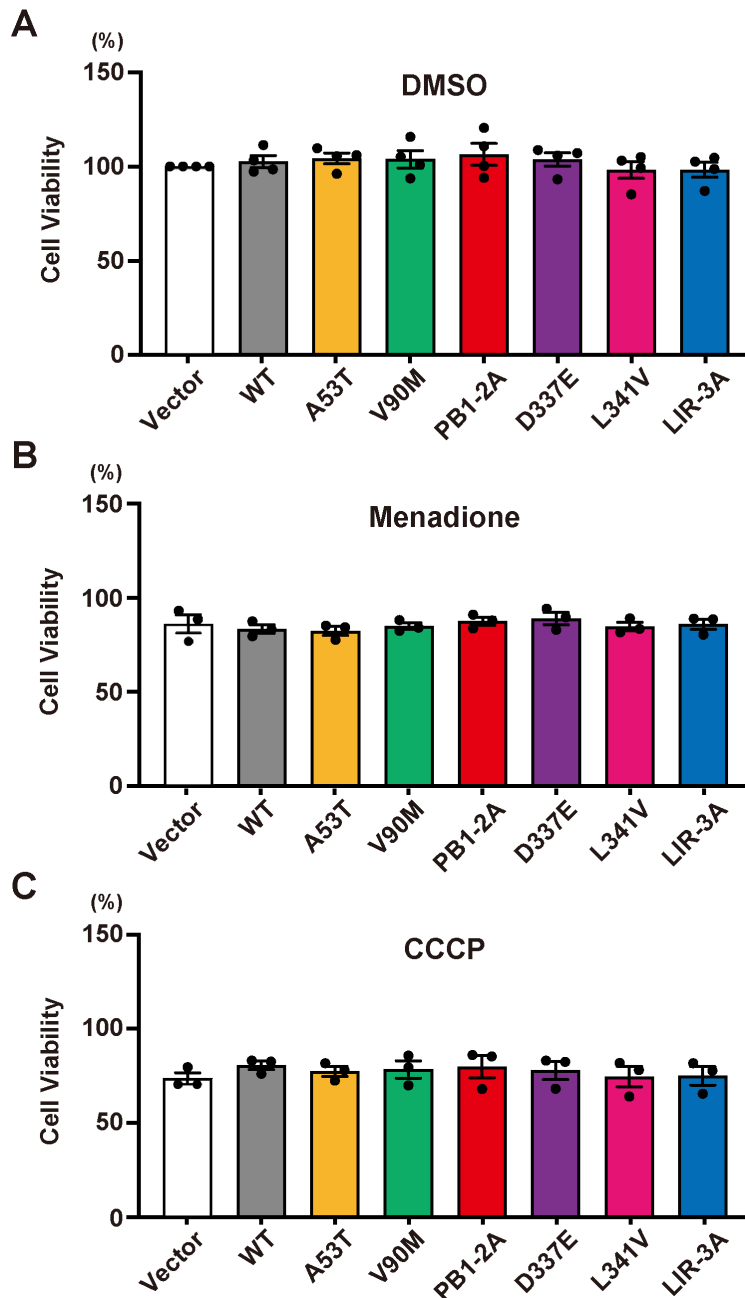 A
(%)
DMSO
Cell Viability
150
100
50
0
Vector
WT
A53T
V90M
PB1-2A
D337E
L341V
LIR-3A
B
(%)
Menadione
Cell Viability
150
100
50
0
Vector
WT
A53T
V90M
PB1-2A
D337E
L341V
LIR-3A
C
(%)
CCCP
Cell Viability
150
100
50
0
Vector
WT
A53T
V90M
PB1-2A
D337E
L341V
LIR-3A